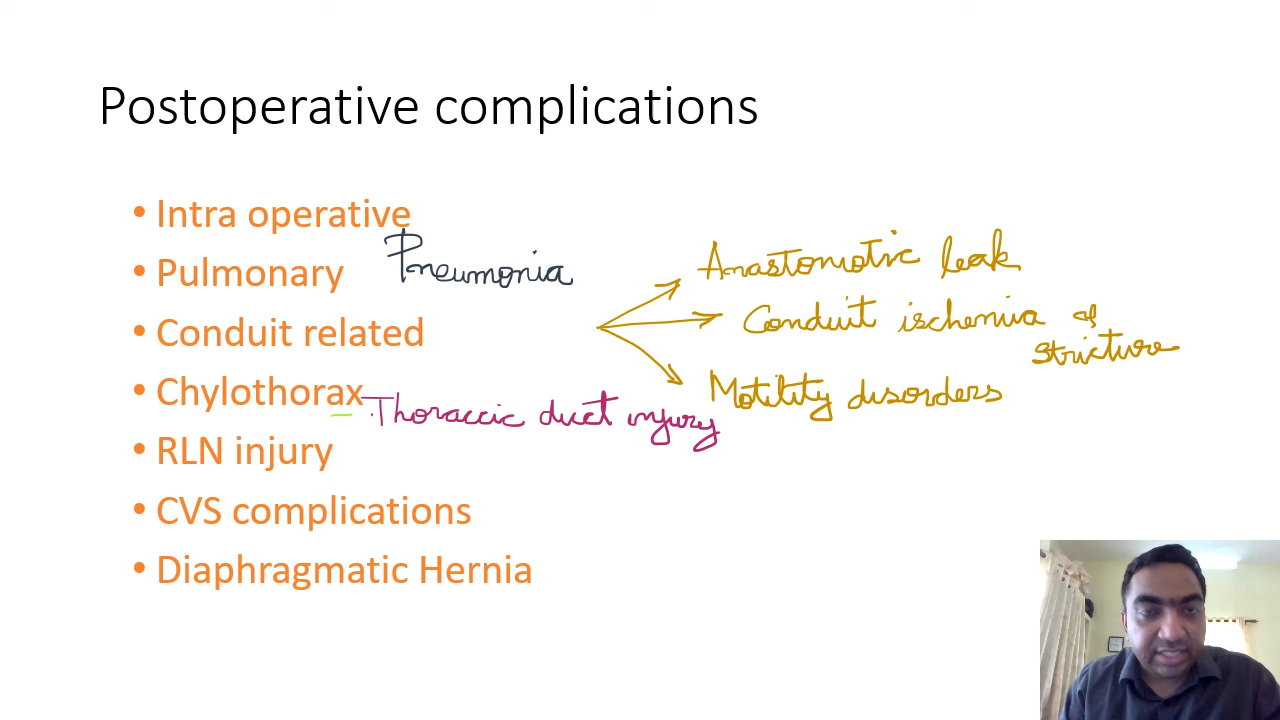 Postoperative complications
• Intra operative
• Pulmonary Pneumonia
• Conduit related
Anastomotic leak
Conduit ischemia &
stricture
Motility disorders
• Chylothorax - Thoraccic duct injury
• RLN injury
• CVS complications
• Diaphragmatic Hernia